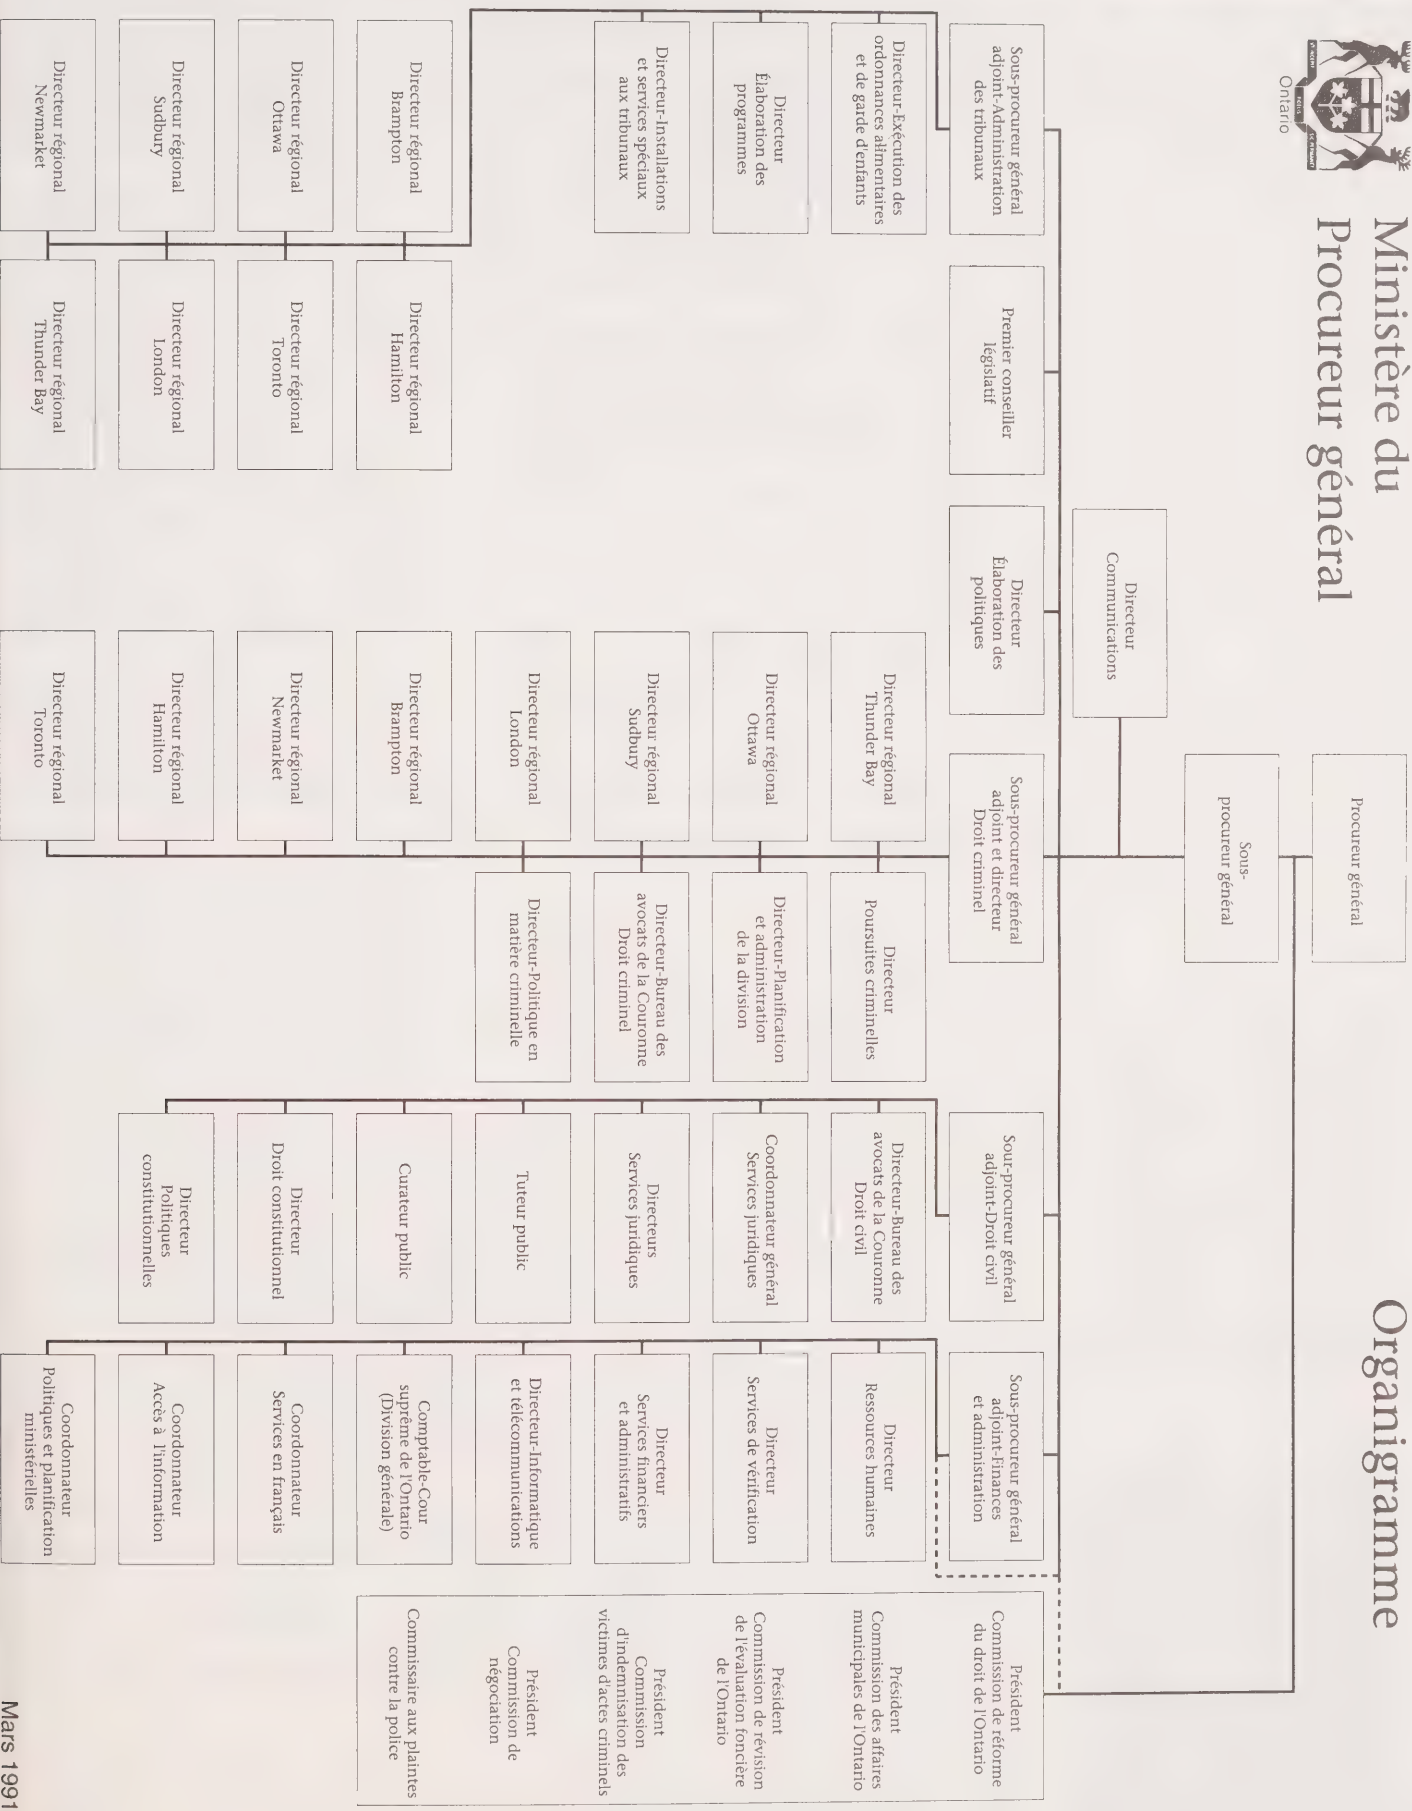 Ontario
Ministère du
Procureur général
Organigramme
Procureur général
Sous-
procureur général
Directeur
Communications
Sous-procureur général
adjoint-Administration
des tribunaux
Premier conseiller
législatif
Directeur
Élaboration des
politiques
Sous-procureur général
adjoint et directeur
Droit criminel
Sour-procureur général
adjoint-Droit civil
Sous-procureur général
adjoint-Finances
et administration
Président
Commission de réforme
du droit de l'Ontario
Directeur-Exécution des
ordonnances alimentaires
et de garde d'enfants
Directeur régional
Thunder Bay
Directeur
Poursuites criminelles
Directeur-Bureau des
avocats de la Couronne
Droit civil
Directeur
Ressources humaines
Président
Commission des affaires
municipales de l'Ontario
Directeur
Élaboration des
programmes
Directeur régional
Ottawa
Directeur-Planification
et administration
de la division
Coordonnateur général
Services juridiques
Directeur
Services de vérification
Président
Commission de révision
de l'évaluation foncière
de l'Ontario
Directeur-Installations
et services spéciaux
aux tribunaux
Directeur régional
Sudbury
Directeur-Bureau des
avocats de la Couronne
Droit criminel
Directeurs
Services juridiques
Directeur
Services financiers
et administratifs
Président
Commission
d'indemnisation des
victimes d'actes criminels
Directeur régional
London
Directeur-Politique en
matière criminelle
Tuteur public
Directeur-Informatique
et télécommunications
Président
Commission de
négociation
Directeur régional
Brampton
Directeur régional
Hamilton
Directeur régional
Brampton
Curateur public
Comptable-Cour
suprême de l'Ontario
(Division générale)
Commissaire aux plaintes
contre la police
Directeur régional
Ottawa
Directeur régional
Toronto
Directeur régional
Newmarket
Directeur
Droit constitutionnel
Coordonnateur
Services en français
Directeur régional
Sudbury
Directeur régional
London
Directeur régional
Hamilton
Directeur
Politiques
constitutionnelles
Coordonnateur
Accès à l'information
Directeur régional
Newmarket
Directeur régional
Thunder Bay
Directeur régional
Toronto
Coordonnateur
Politiques et planification
ministérielles
Mars 1991